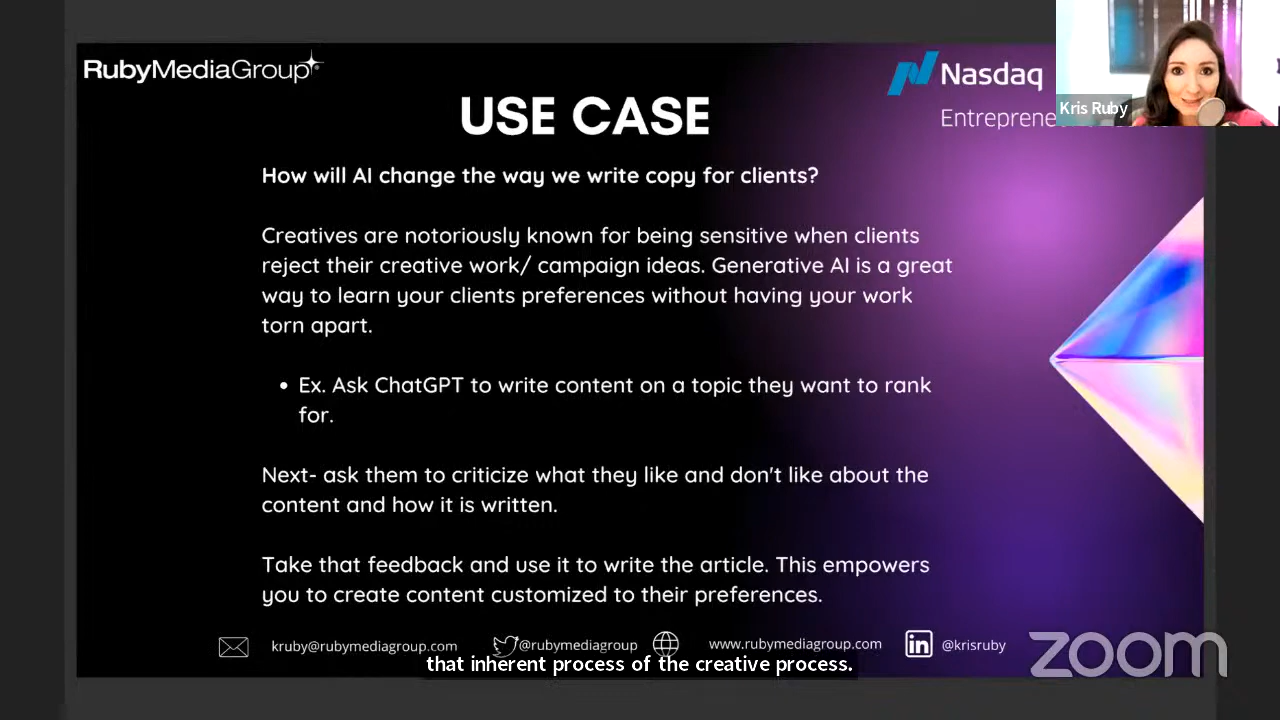 RubyMediaGroup
Nasdaq
Kris Ruby
USE CASE
How will AI change the way we write copy for clients?
Creatives are notoriously known for being sensitive when clients
reject their creative work/ campaign ideas. Generative AI is a great
way to learn your clients preferences without having your work
torn apart.
• Ex. Ask ChatGPT to write content on a topic they want to rank
for.
Next- ask them to criticize what they like and don't like about the
content and how it is written.
Take that feedback and use it to write the article. This empowers
you to create content customized to their preferences.
kruby@rubymediagroup.com
@rubymediagroup
www.rubymediagroup.com
in
@krisruby
zoom
that inherent process of the creative process.